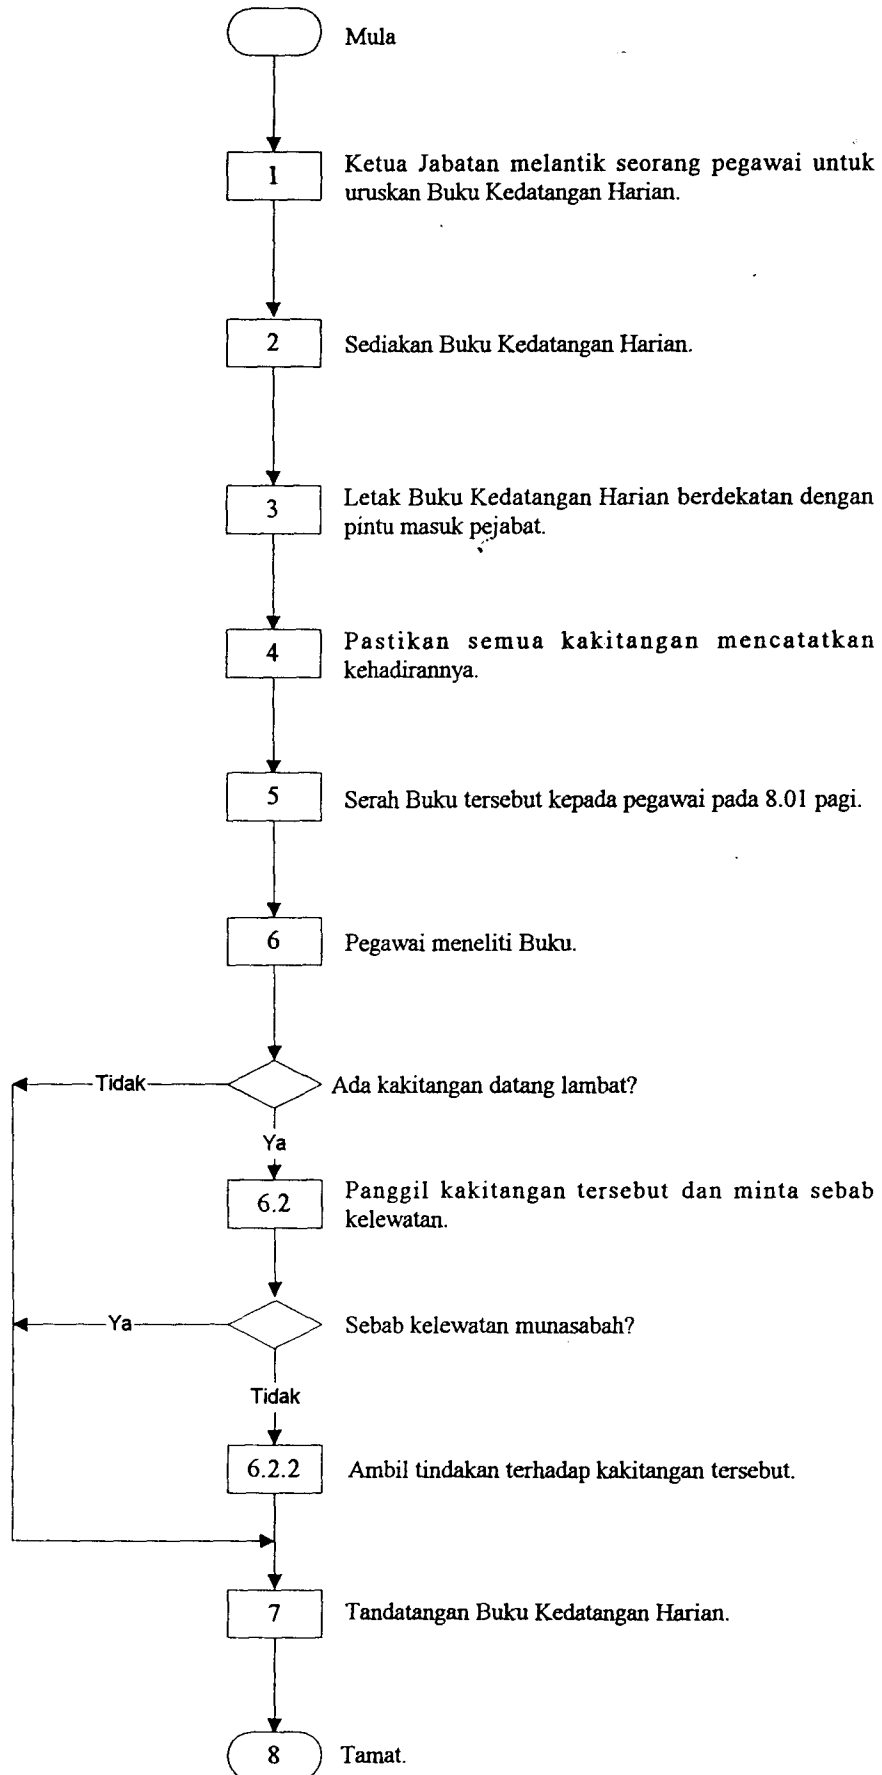 Mula
1
Ketua Jabatan melantik seorang pegawai untuk
uruskan Buku Kedatangan Harian.
2
Sediakan Buku Kedatangan Harian.
3
Letak Buku Kedatangan Harian berdekatan dengan
pintu masuk pejabat.
4
Pastikan semua kakitangan mencatatkan
kehadirannya.
5
Serah Buku tersebut kepada pegawai pada 8.01 pagi.
6
Pegawai meneliti Buku.
Tidak
Ada kakitangan datang lambat?
Ya
6.2
Panggil kakitangan tersebut dan minta sebab
kelewatan.
Ya
Sebab kelewatan munasabah?
Tidak
6.2.2
Ambil tindakan terhadap kakitangan tersebut.
7
Tandatangan Buku Kedatangan Harian.
8
Tamat.